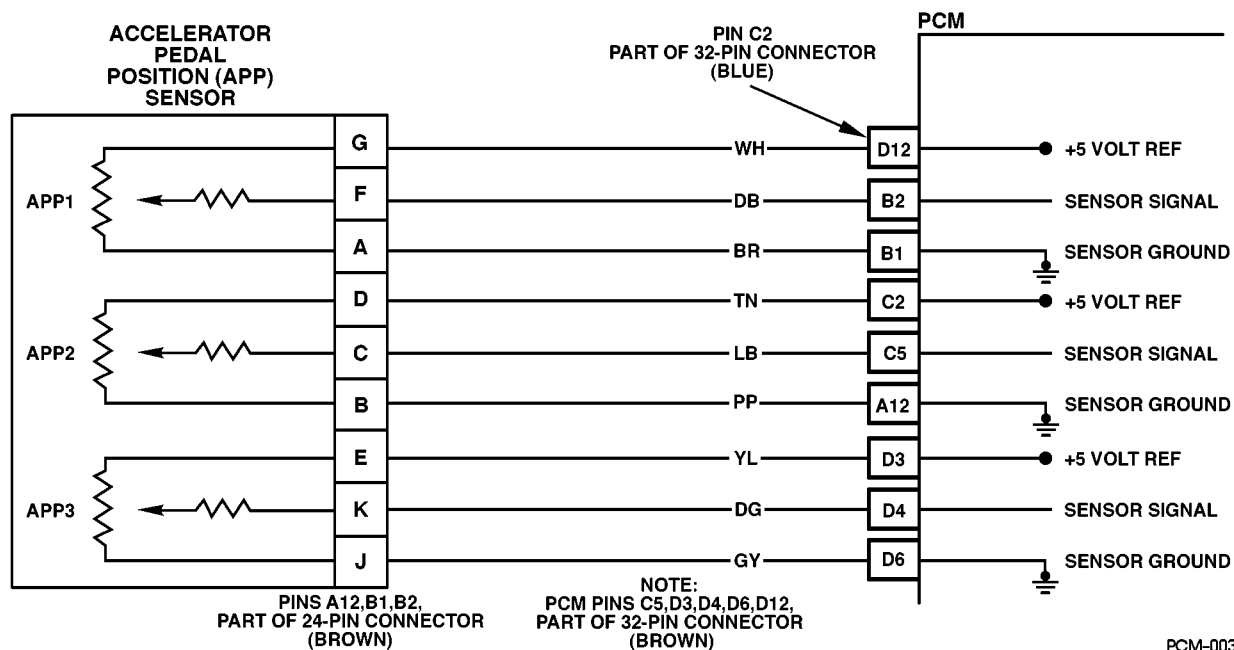 ACCELERATOR
PEDAL
POSITION (APP)
SENSOR
PIN C2
PART OF 32-PIN CONNECTOR
(BLUE)
PCM
G
WH
D12
+5 VOLT REF
APP1
F
DB
B2
SENSOR SIGNAL
A
BR
B1
SENSOR GROUND
D
TN
C2
+5 VOLT REF
APP2
C
LB
C5
SENSOR SIGNAL
B
PP
A12
SENSOR GROUND
E
YL
D3
+5 VOLT REF
APP3
K
DG
D4
SENSOR SIGNAL
J
GY
D6
SENSOR GROUND
PINS A12,B1,B2,
PART OF 24-PIN CONNECTOR
(BROWN)
NOTE:
PCM PINS C5,D3,D4,D6,D12,
PART OF 32-PIN CONNECTOR
(BROWN)
PCM-003